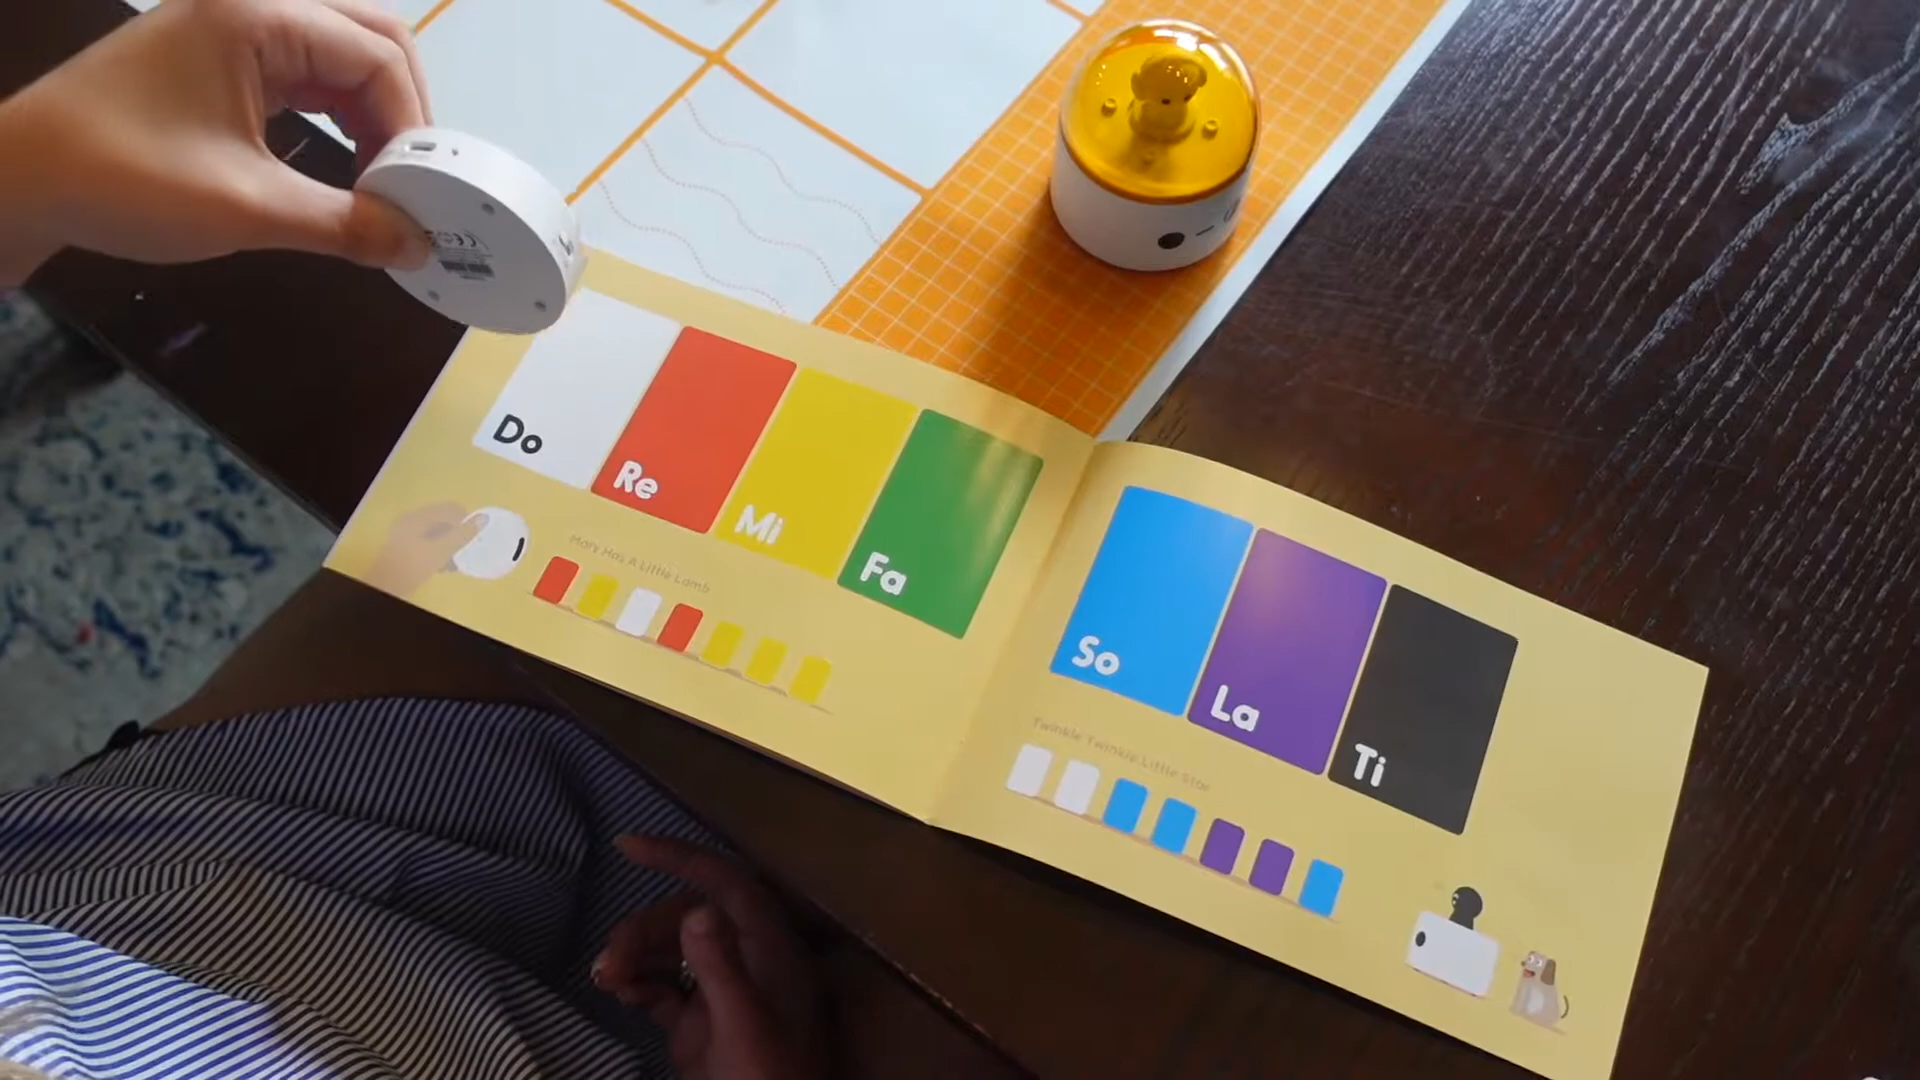 Do
Re
Mi
Fa
Mary Has A Little Lamb
So
La
Ti
Twinkle Twinkle Little Star